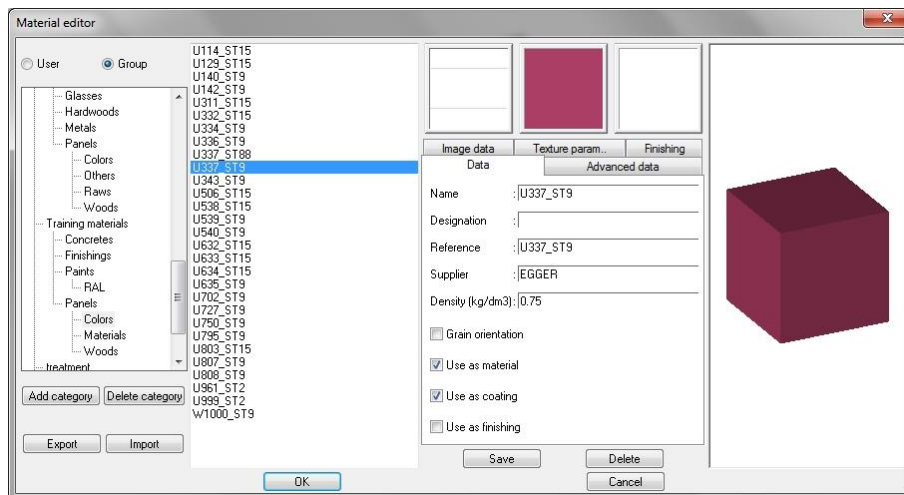 Material editor
User
Group
Glasses
Hardwoods
Metals
Panels
Colors
Others
Raws
Woods
Training materials
Concretes
Finishings
Paints
RAL
Panels
Colors
Materials
Woods
treatment
Add category
Delete category
Export
Import
U114_ST15
U129_ST15
U140_ST9
U142_ST9
U311_ST15
U332_ST15
U334_ST9
U336_ST9
U337_ST88
U337_ST9
U343_ST9
U506_ST15
U538_ST15
U539_ST9
U540_ST9
U632_ST15
U633_ST15
U634_ST15
U635_ST9
U702_ST9
U727_ST9
U750_ST9
U795_ST9
U803_ST15
U807_ST9
U808_ST9
U961_ST2
U999_ST2
W1000_ST9
Image data
Texture param..
Finishing
Data
Advanced data
Name : U337_ST9
Designation :
Reference : U337_ST9
Supplier : EGGER
Density (kg/dm3): 0.75
Grain orientation
Use as material
Use as coating
Use as finishing
Save
Delete
OK
Cancel